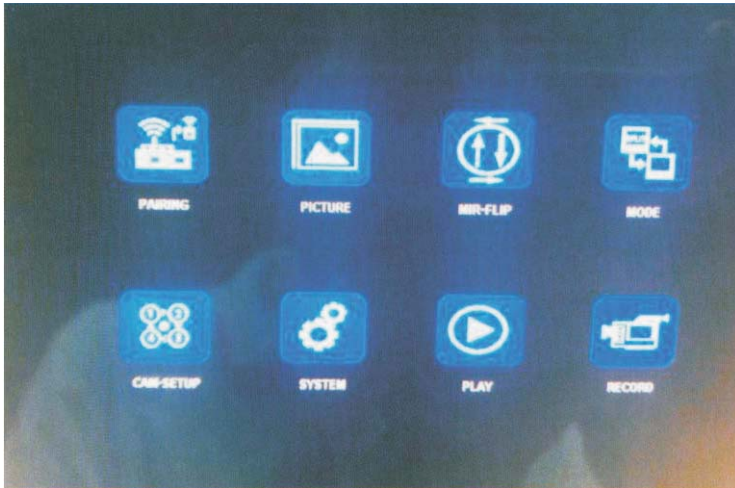 PAIRING
PICTURE
MIR-FLIP
MODE
CAM-SETUP
SYSTEM
PLAY
RECORD